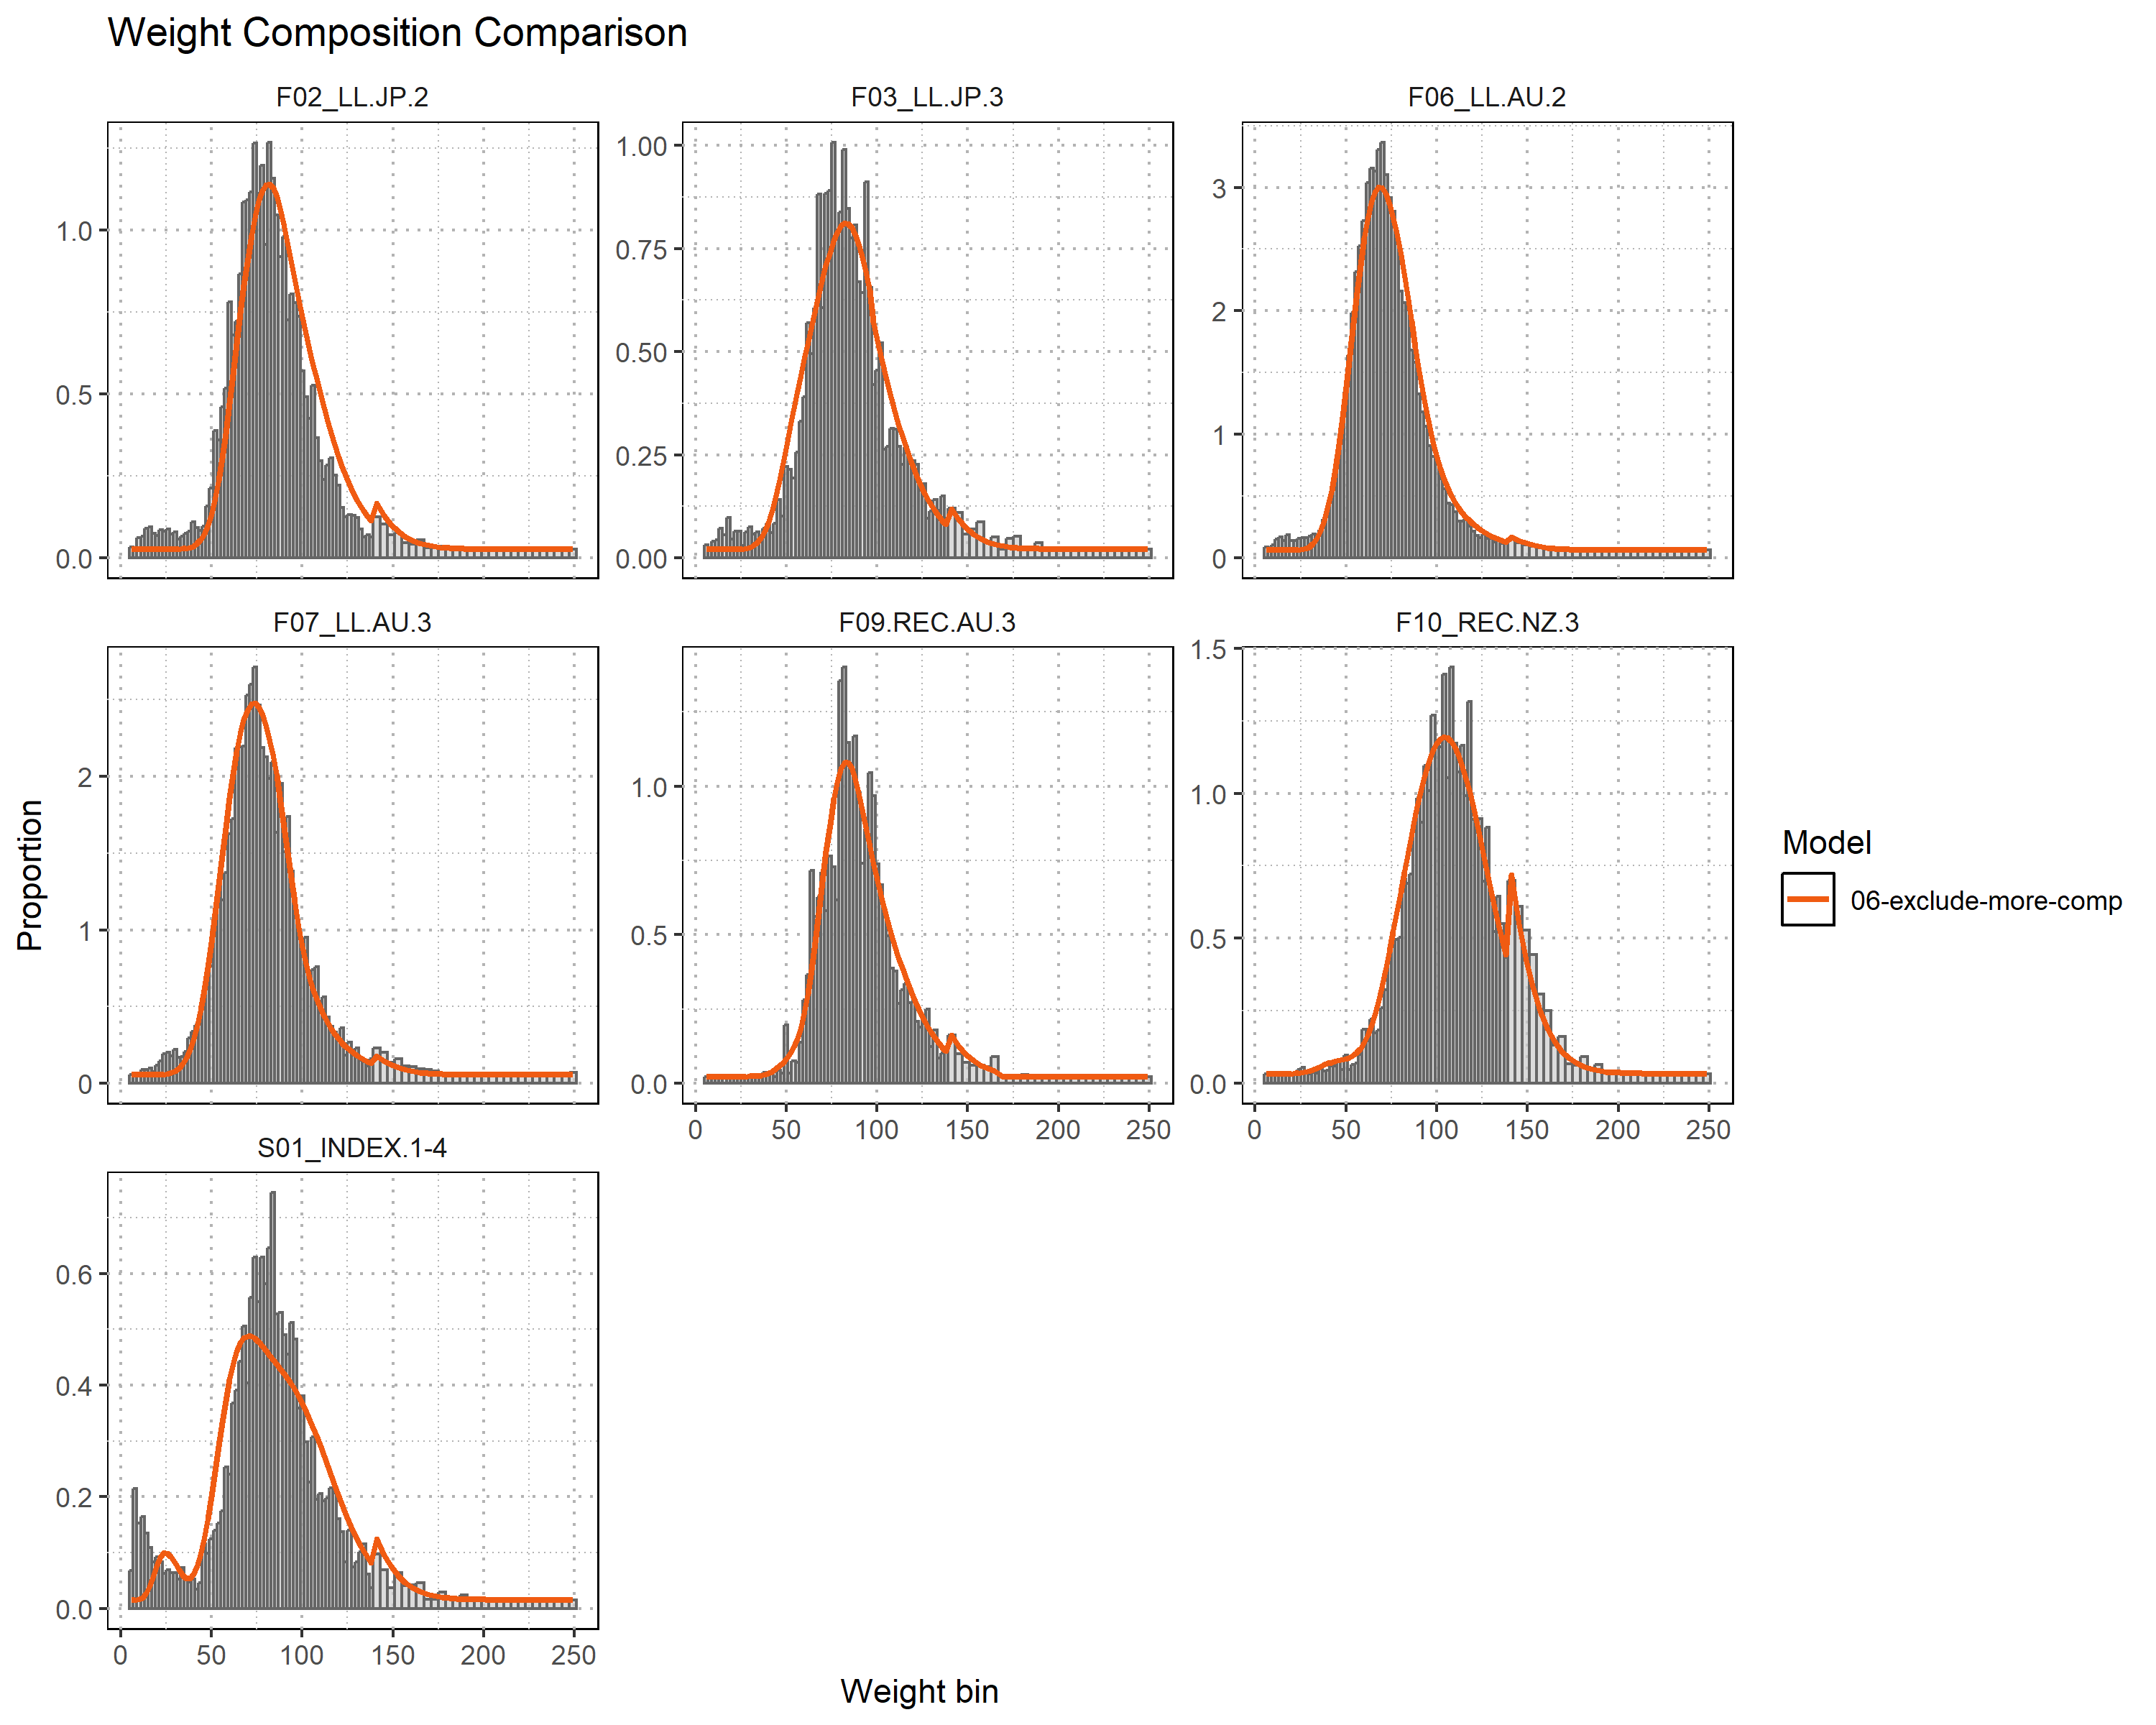 Weight Composition Comparison
F02_LL.JP.2
F03_LL.JP.3
F06_LL.AU.2
1.0
0.5
0.0
1.00
0.75
0.50
0.25
0.00
3
2
1
0
F07_LL.AU.3
F09.REC.AU.3
F10_REC.NZ.3
2
1
0
1.0
0.5
0.0
0 50 100 150 200 250
1.5
1.0
0.5
0.0
0 50 100 150 200 250
S01_INDEX.1-4
0.6
0.4
0.2
0.0
0 50 100 150 200 250
Proportion
Weight bin
Model
06-exclude-more-comp